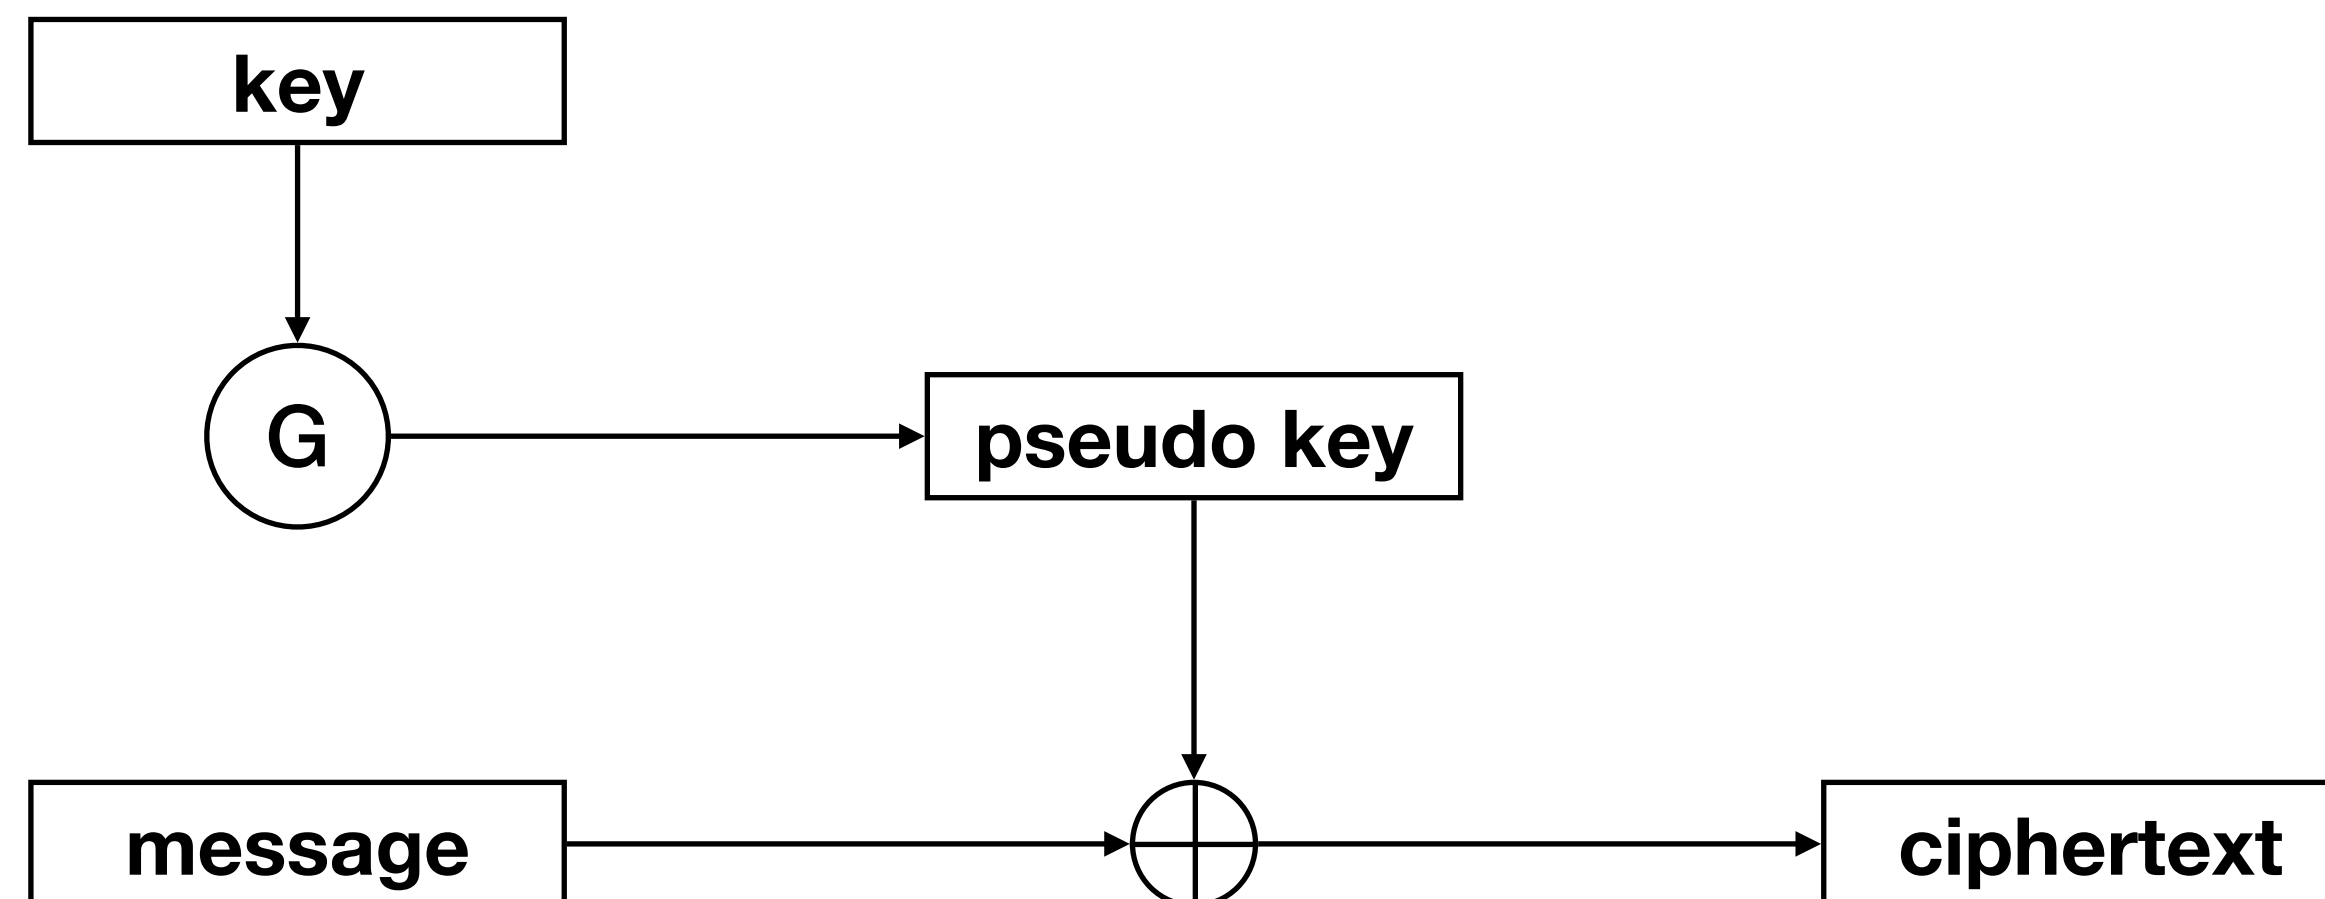 key
G
pseudo key
message
ciphertext